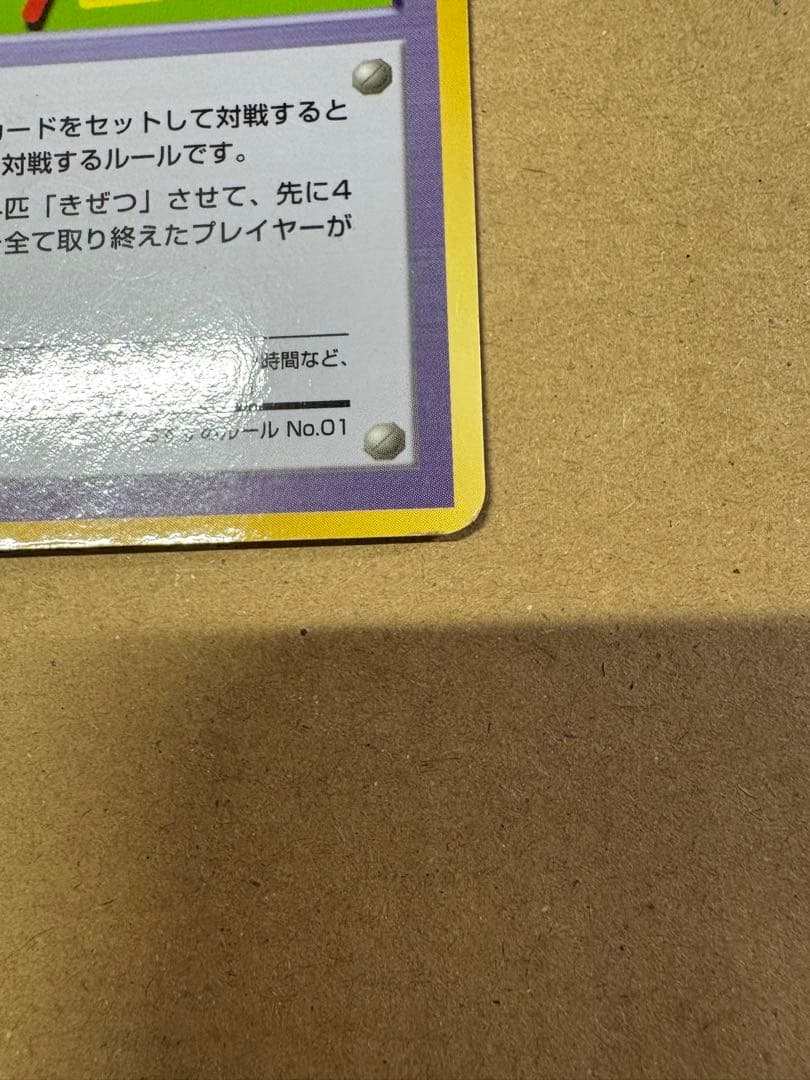 ードをセットして対戦すると
対戦するルールです。
匹「きぜつ」させて、先に4
全て取り終えたプレイヤーが
時間など、
ルール No.01